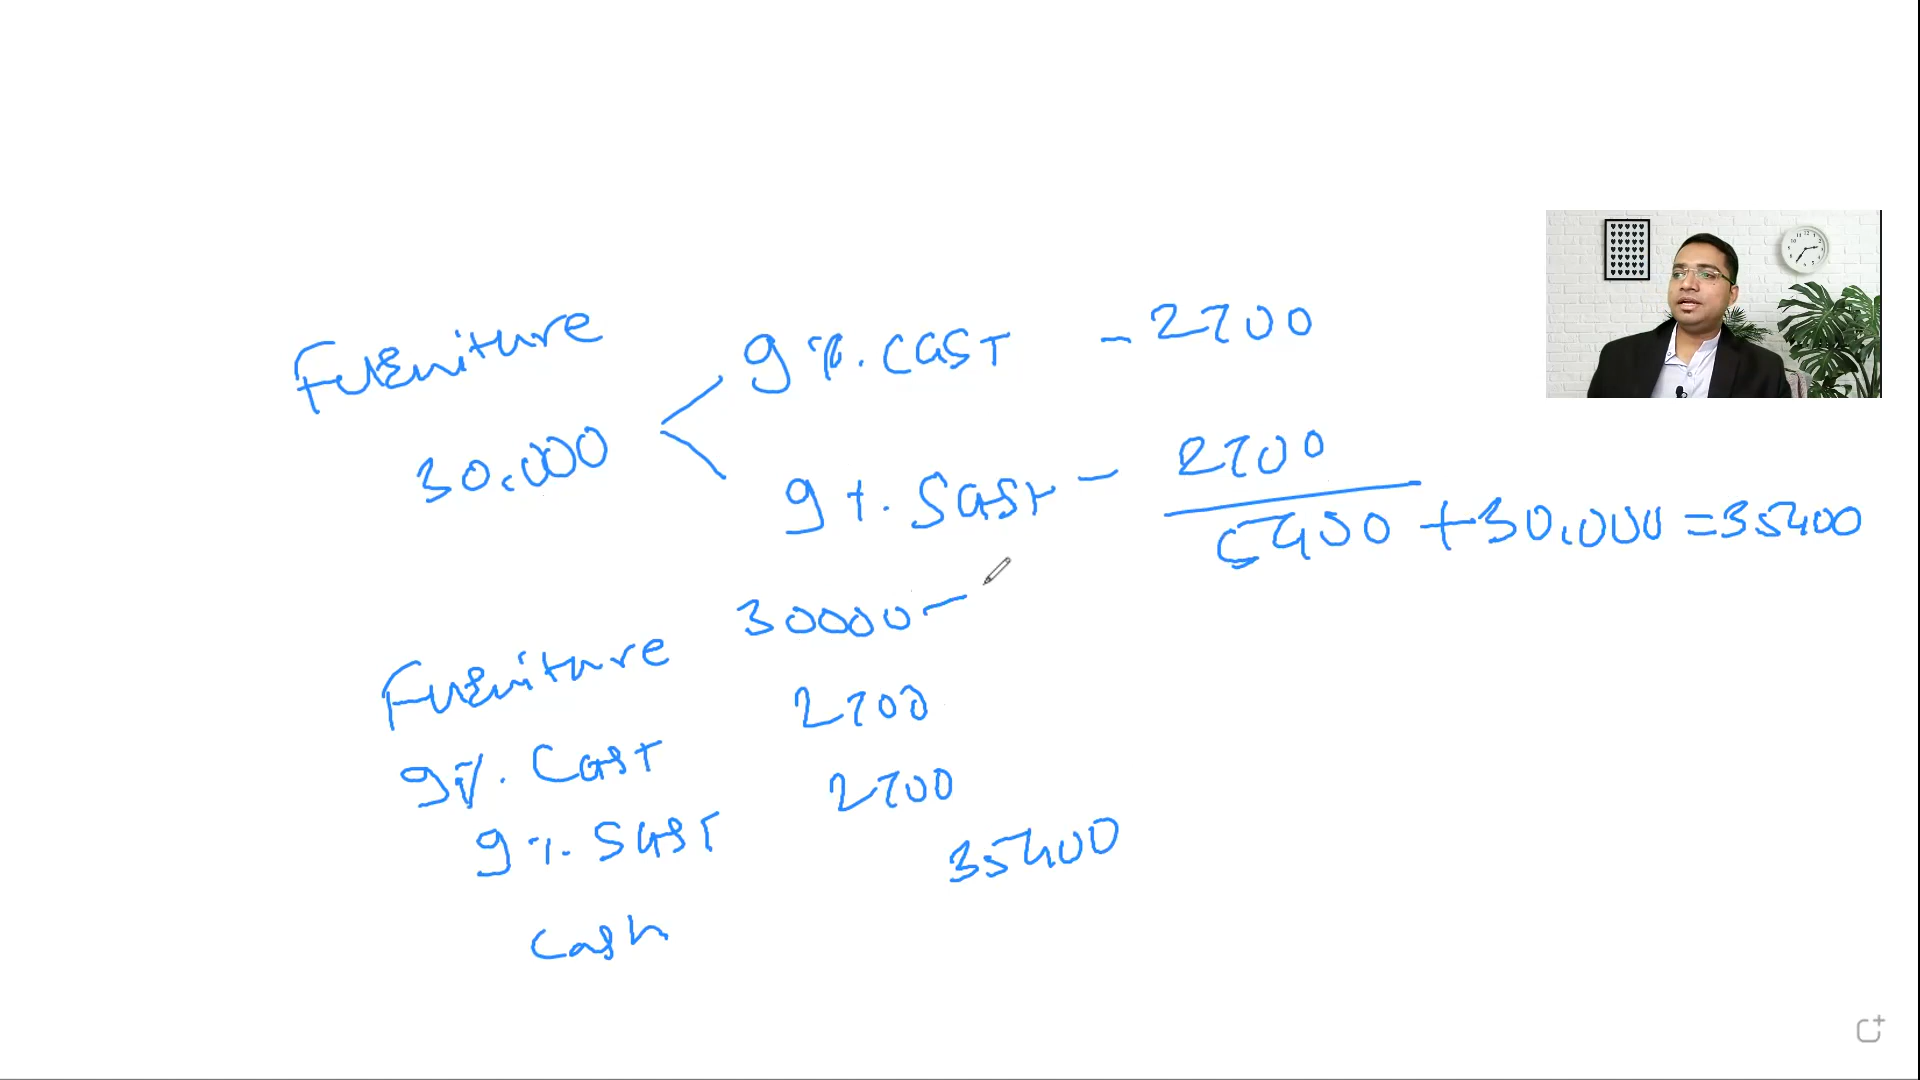 Furniture
30,000
9%. CGST - 2700
9%. SGST - 2700
5400 + 30,000 = 35400
Furniture 30000 -
9%. CGST 2700
9%. SGST 2700
Cash 35400